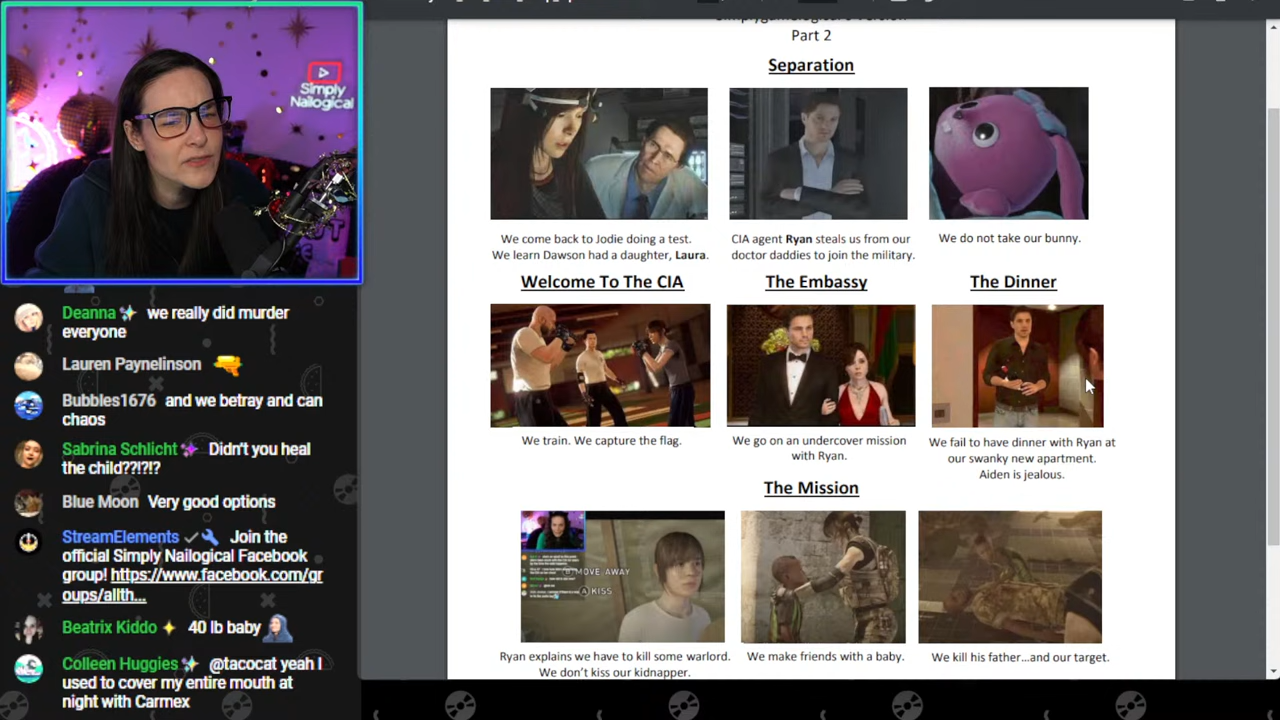 Simply
Nailogical
Part 2
Separation
We come back to Jodie doing a test.
We learn Dawson had a daughter, Laura.
CIA agent Ryan steals us from our
doctor daddies to join the military.
We do not take our bunny.
Welcome To The CIA
The Embassy
The Dinner
We train. We capture the flag.
We go on an undercover mission
with Ryan.
We fail to have dinner with Ryan at
our swanky new apartment.
Aiden is jealous.
The Mission
MOVE AWAY
KISS
Ryan explains we have to kill some warlord.
We don't kiss our kidnapper.
We make friends with a baby.
We kill his father...and our target.
Deanna we really did murder
everyone
Lauren Paynelinson
Bubbles1676 and we betray and can
chaos
Sabrina Schlicht Didn't you heal
the child??!?!?
Blue Moon Very good options
StreamElements Join the
official Simply Nailogical Facebook
group! https://www.facebook.com/gr
oups/allth...
Beatrix Kiddo 40 lb baby
Colleen Huggies @tacocat yeah I
used to cover my entire mouth at
night with Carmex